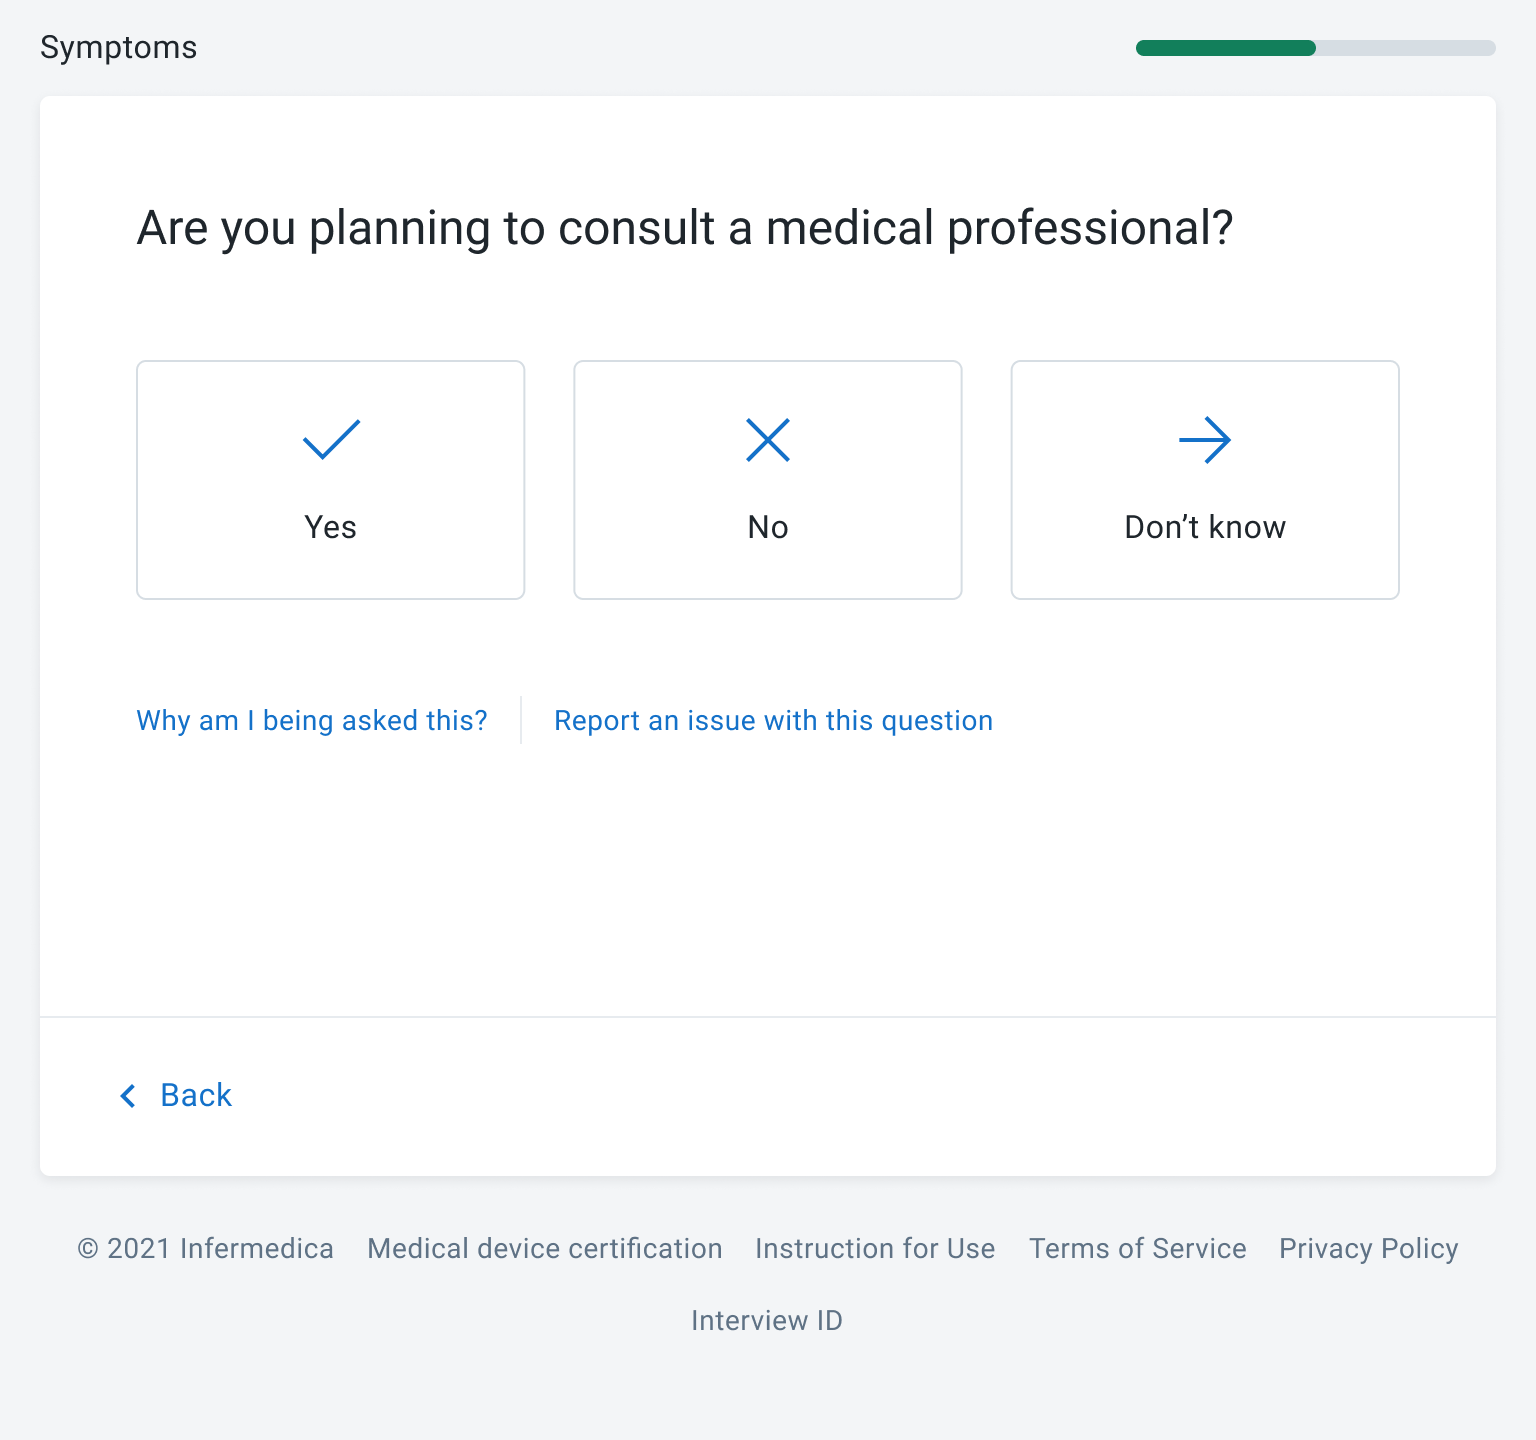 Symptoms
Are you planning to consult a medical professional?
Yes
No
Don’t know
Why am I being asked this?
Report an issue with this question
Back
© 2021 Infermedica Medical device certification Instruction for Use Terms of Service Privacy Policy
Interview ID